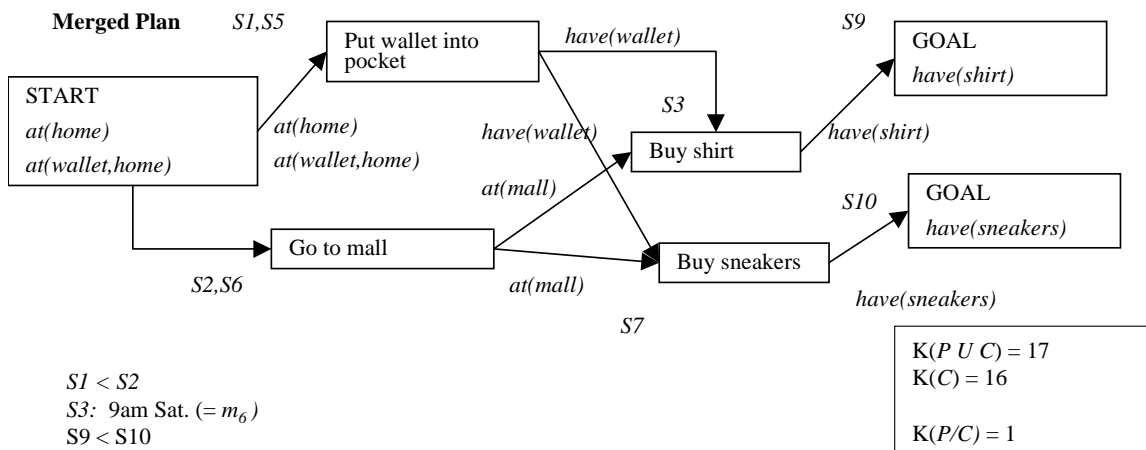 Merged Plan
S1,S5
Put wallet into
pocket
have(wallet)
S9
GOAL
have(shirt)
START
at(home)
at(wallet,home)
at(home)
at(wallet,home)
have(wallet)
S3
Buy shirt
have(shirt)
at(mall)
S10
GOAL
have(sneakers)
Go to mall
Buy sneakers
S2,S6
at(mall)
S7
have(sneakers)
S1 < S2
S3: 9am Sat. (= m6 )
S9 < S10
K(P U C) = 17
K(C) = 16
K(P/C) = 1